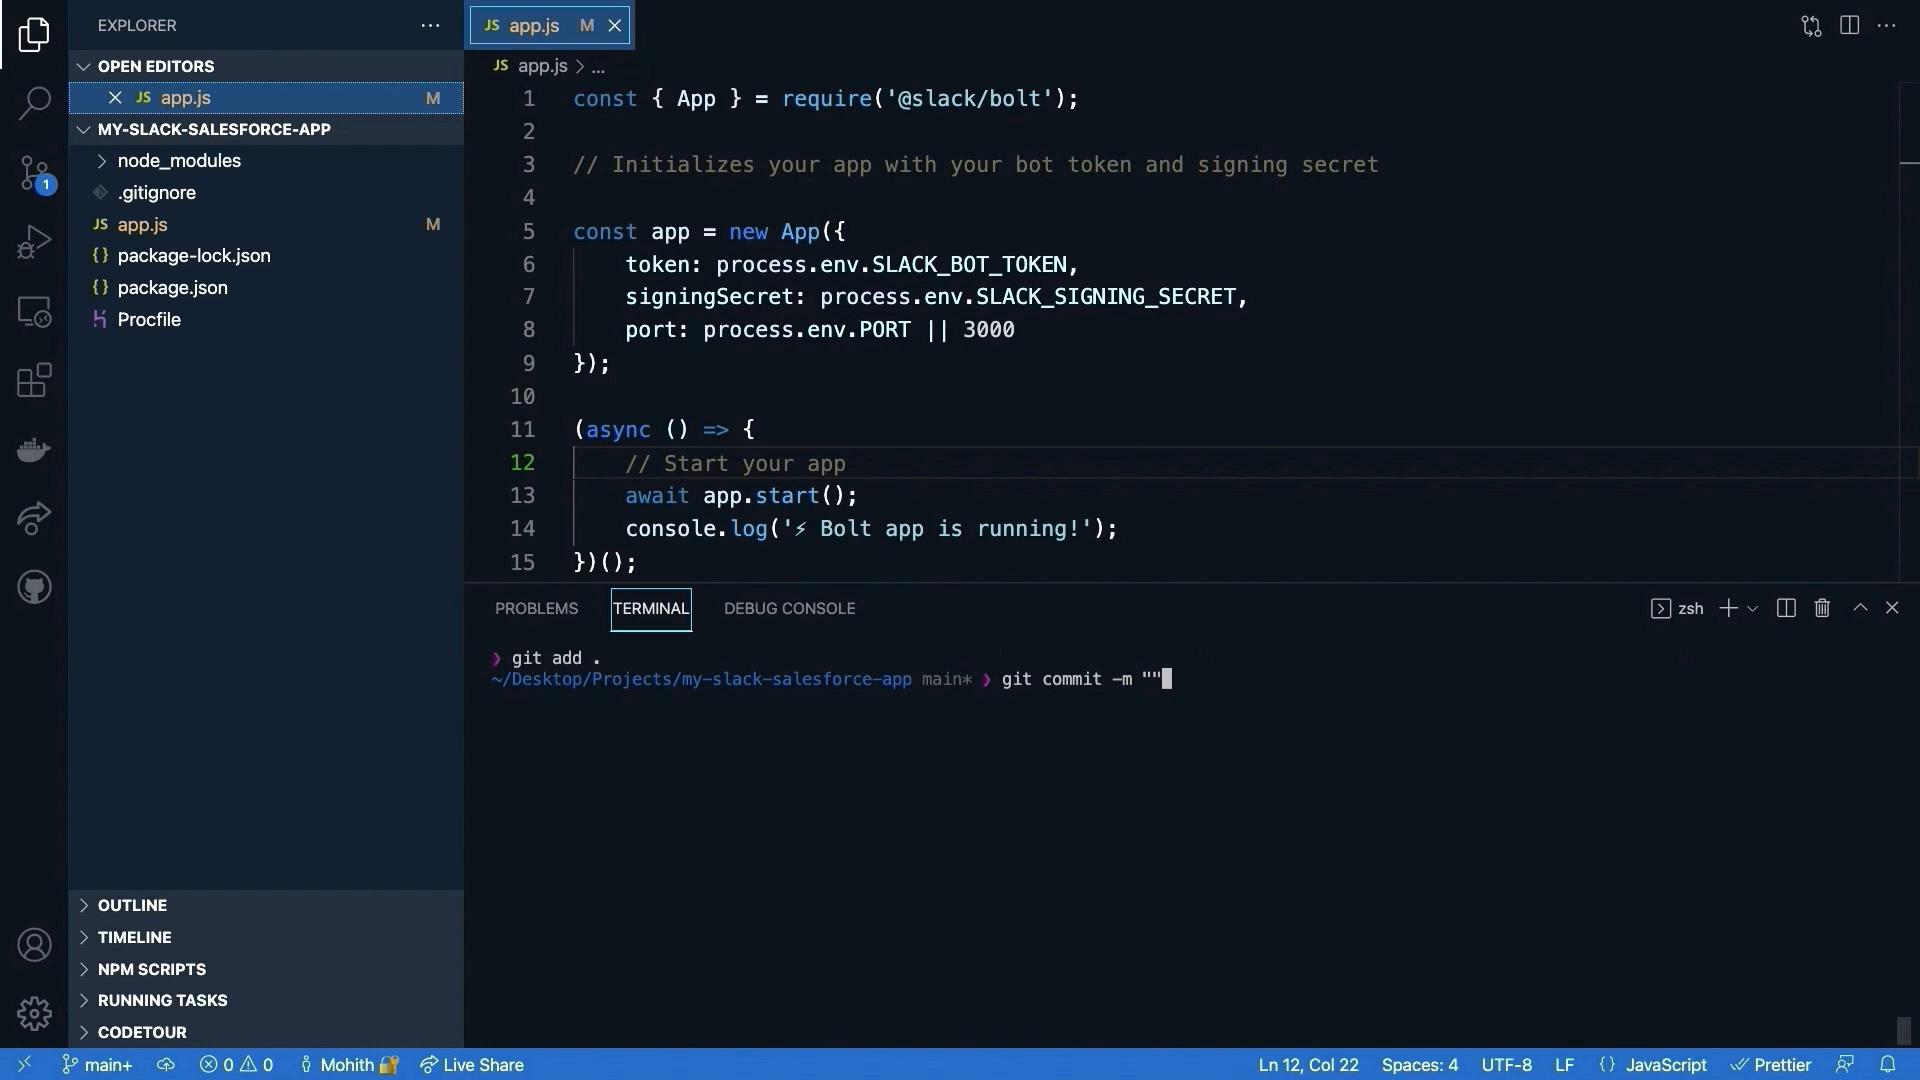 EXPLORER
OPEN EDITORS
JS app.js M
MY-SLACK-SALESFORCE-APP
node_modules
.gitignore
JS app.js M
{} package-lock.json
{} package.json
Procfile
OUTLINE
TIMELINE
NPM SCRIPTS
RUNNING TASKS
CODETOUR
1
JS app.js M
JS app.js > ...
1 const { App } = require('@slack/bolt');
2
3 // Initializes your app with your bot token and signing secret
4
5 const app = new App({
6 token: process.env.SLACK_BOT_TOKEN,
7 signingSecret: process.env.SLACK_SIGNING_SECRET,
8 port: process.env.PORT || 3000
9 });
10
11 (async () => {
12 // Start your app
13 await app.start();
14 console.log('⚡ Bolt app is running!');
15 })();
PROBLEMS TERMINAL DEBUG CONSOLE zsh
❯ git add .
~/Desktop/Projects/my-slack-salesforce-app main* ❯ git commit -m ""
main+ 0 0 Mohith 🔐 Live Share Ln 12, Col 22 Spaces: 4 UTF-8 LF {} JavaScript Prettier